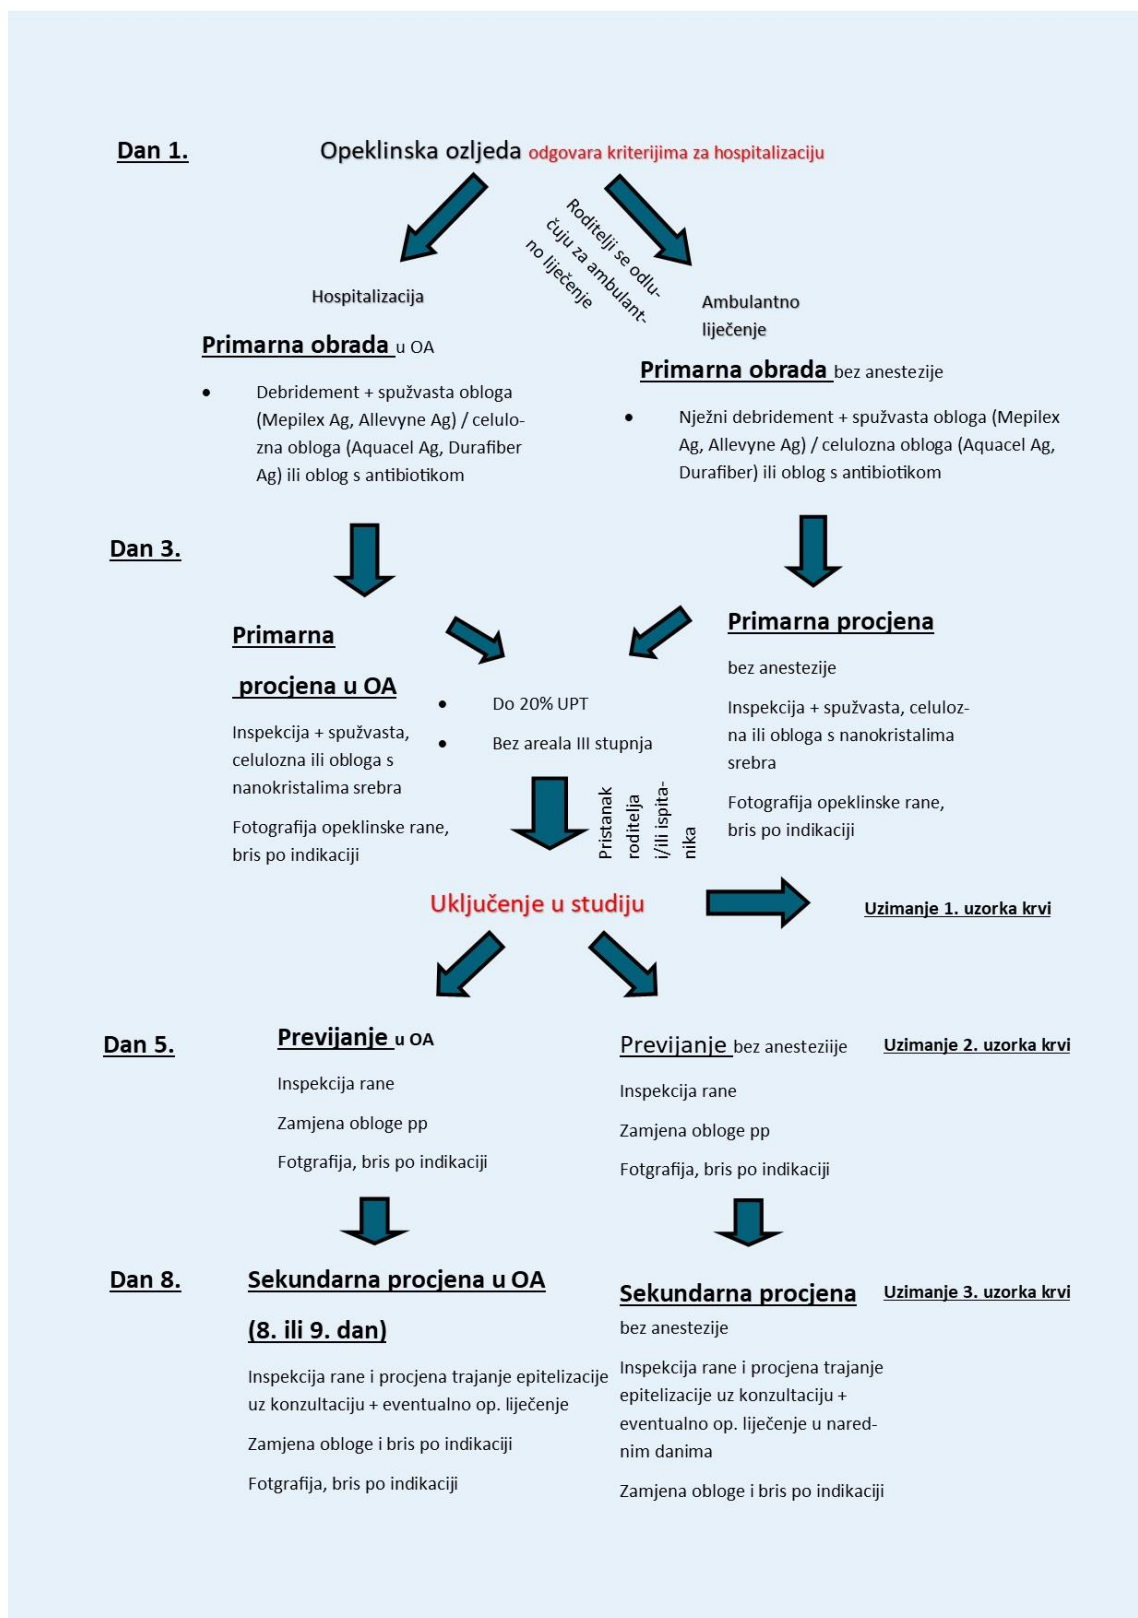 Dan 1.
Opeklinska ozljeda odgovara kriterijima za hospitalizaciju
Roditelji se odlu-
čuju za ambulant-
no liječenje
Hospitalizacija
Primarna obrada u OA
• Debridement + spužvasta obloga
(Mepilex Ag, Allevyne Ag) / celulo-
zna obloga (Aquacel Ag, Durafiber
Ag) ili oblog s antibiotikom
Ambulantno
liječenje
Primarna obrada bez anestezije
• Nježni debridement + spužvasta obloga (Mepilex
Ag, Allevyne Ag) / celulozna obloga (Aquacel Ag,
Durafiber) ili oblog s antibiotikom
Dan 3.
Primarna
procjena u OA
Inspekcija + spužvasta,
celulozna ili obloga s
nanokristalima srebra
Fotografija opeklinske rane,
bris po indikaciji
• Do 20% UPT
• Bez areala III stupnja
Pristanak
roditelja
i/ili ispita-
nika
Primarna procjena
bez anestezije
Inspekcija + spužvasta, celuloz-
na ili obloga s nanokristalima
srebra
Fotografija opeklinske rane,
bris po indikaciji
Uključenje u studiju
Uzimanje 1. uzorka krvi
Dan 5.
Previjanje u OA
Inspekcija rane
Zamjena obloge pp
Fotgrafija, bris po indikaciji
Previjanje bez anesteziije
Inspekcija rane
Zamjena obloge pp
Fotgrafija, bris po indikaciji
Uzimanje 2. uzorka krvi
Dan 8.
Sekundarna procjena u OA
(8. ili 9. dan)
Inspekcija rane i procjena trajanje epitelizacije
uz konzultaciju + eventualno op. liječenje
Zamjena obloge i bris po indikaciji
Fotgrafija, bris po indikaciji
Sekundarna procjena
bez anestezije
Inspekcija rane i procjena trajanje
epitelizacije uz konzultaciju +
eventualno op. liječenje u nared-
nim danima
Zamjena obloge i bris po indikaciji
Uzimanje 3. uzorka krvi